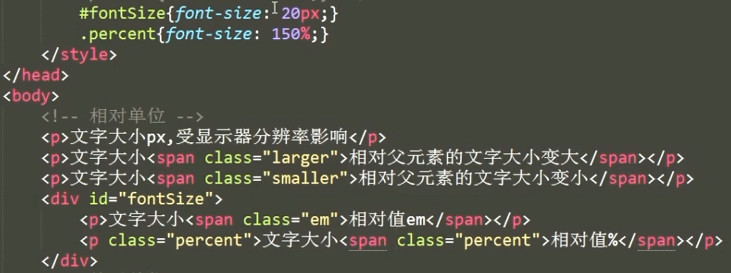 #fontSize{font-size: 20px;}
.percent{font-size: 150%;}
</style>
</head>
<body>
<!-- 相对单位 -->
<p>文字大小px,受显示器分辨率影响</p>
<p>文字大小<span class="larger">相对父元素的文字大小变大</span></p>
<p>文字大小<span class="smaller">相对父元素的文字大小变小</span></p>
<div id="fontSize">
<p>文字大小<span class="em">相对值em</span></p>
<p class="percent">文字大小<span class="percent">相对值%</span></p>
</div>